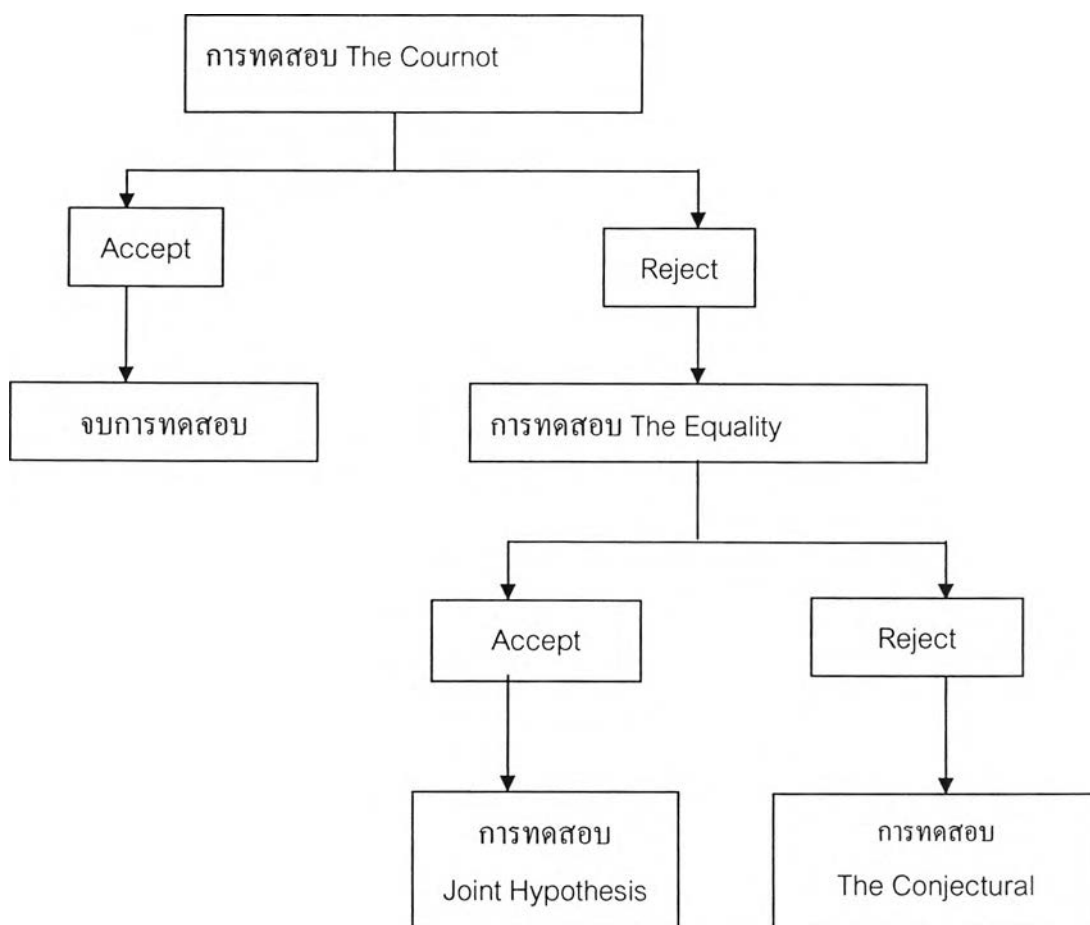 การทดสอบ The Cournot
Accept
Reject
จบการทดสอบ
การทดสอบ The Equality
Accept
Reject
การทดสอบ
Joint Hypothesis
การทดสอบ
The Conjectural